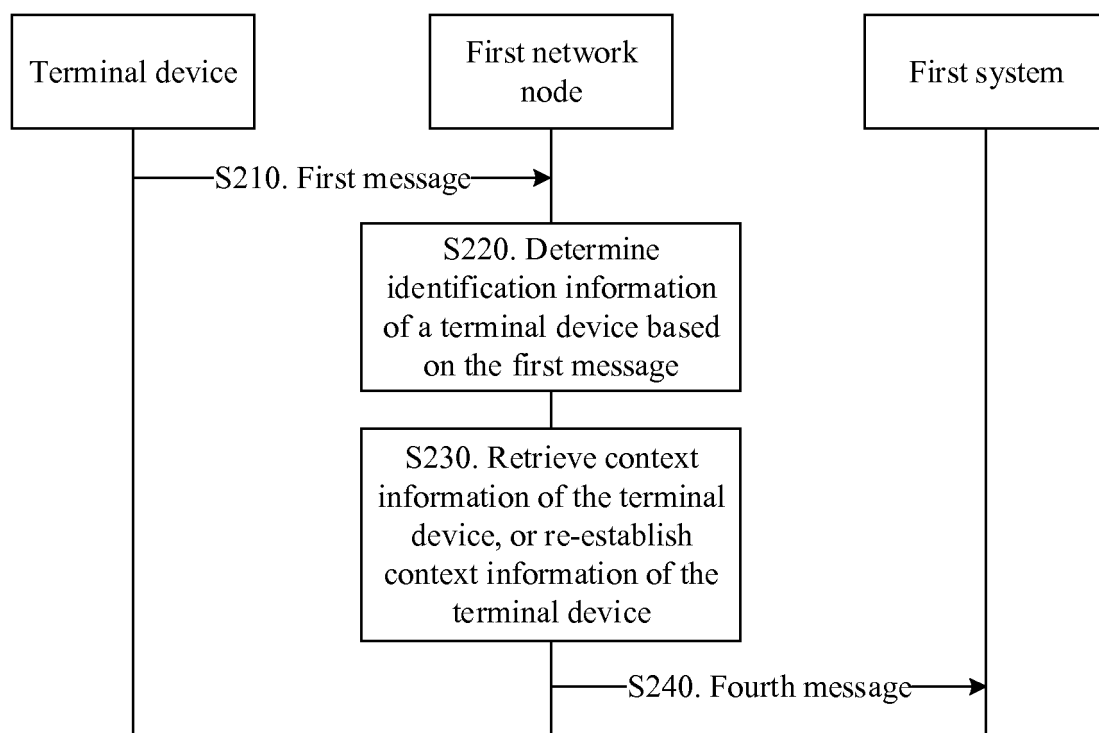 Terminal device
First network
node
First system
S210. First message
S220. Determine
identification information
of a terminal device based
on the first message
S230. Retrieve context
information of the terminal
device, or re-establish
context information of the
terminal device
S240. Fourth message